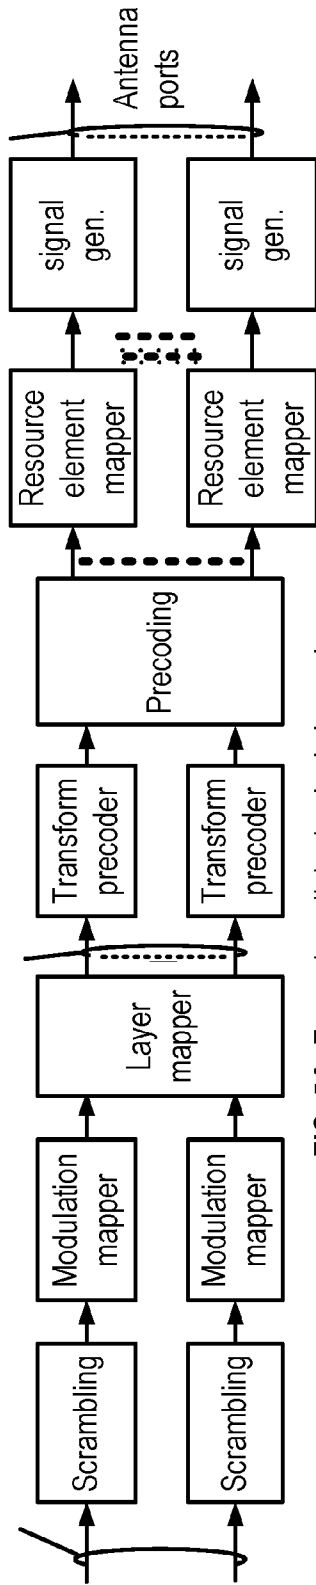 Scrambling
Modulation
mapper
Layer
mapper
Transform
precoder
Precoding
Resource
element
mapper
signal
gen.
Antenna
ports
Scrambling
Modulation
mapper
Transform
precoder
Resource
element
mapper
signal
gen.